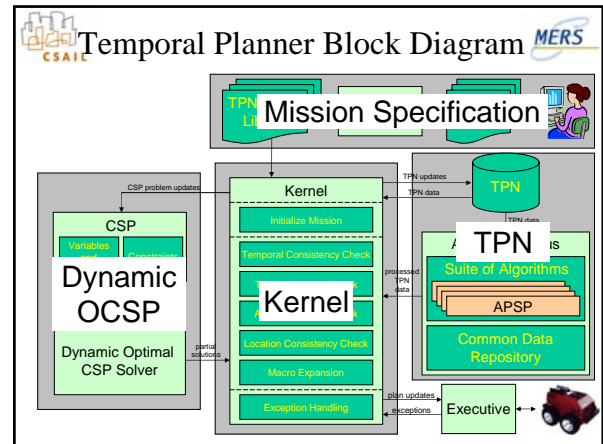 CSAIL
Temporal Planner Block Diagram
MERS
TPN
Mission Specification
CSP problem updates
Kernel
TPN updates
TPN data
TPN
TPN data
CSP
Variables
and
Constraints
Dynamic
OCSP
Dynamic Optimal
CSP Solver
partial
solutions
Initialize Mission
Temporal Consistency Check
Kernel
Location Consistency Check
Macro Expansion
Exception Handling
processed
TPN
data
TPN
Suite of Algorithms
APSP
Common Data
Repository
plan updates
exceptions
Executive